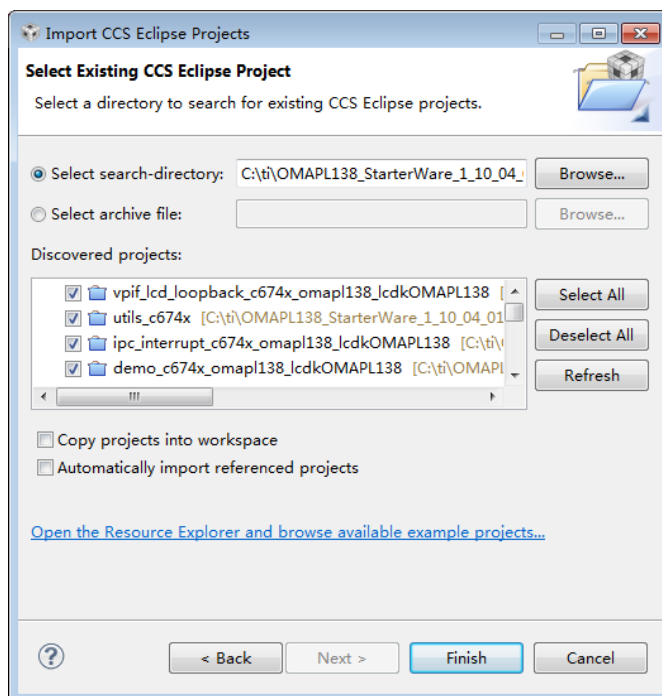 Import CCS Eclipse Projects
Select Existing CCS Eclipse Project
Select a directory to search for existing CCS Eclipse projects.
Select search-directory: C:\ti\OMAPL138_StarterWare_1_10_04_ Browse...
Select archive file: Browse...
Discovered projects:
vpif_lcd_loopback_c674x_omapl138_lcdkOMAPL138 [
Select All
utils_c674x [C:\ti\OMAPL138_StarterWare_1_10_04_01
ipc_interrupt_c674x_omapl138_lcdkOMAPL138 [C:\ti\
Deselect All
demo_c674x_omapl138_lcdkOMAPL138 [C:\ti\OMAPL
Refresh
Copy projects into workspace
Automatically import referenced projects
Open the Resource Explorer and browse available example projects...
? < Back Next > Finish Cancel